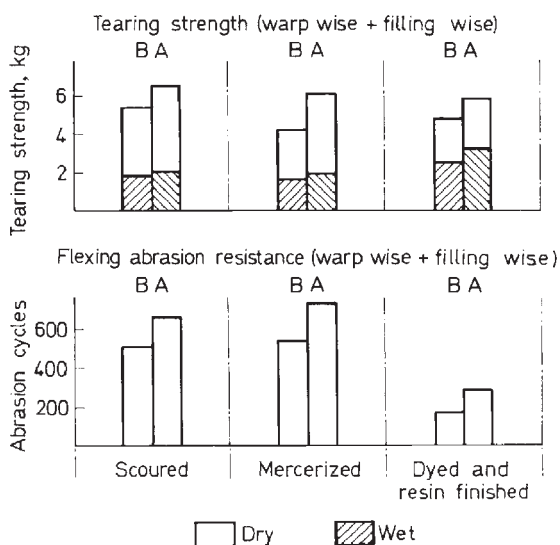 Tearing strength (warp wise + filling wise)
B A B A B A
Tearing strength, kg
6
4
2
Flexing abrasion resistance (warp wise + filling wise)
B A B A B A
Abrasion cycles
600
400
200
Scoured Mercerized Dyed and
resin finished
Dry Wet